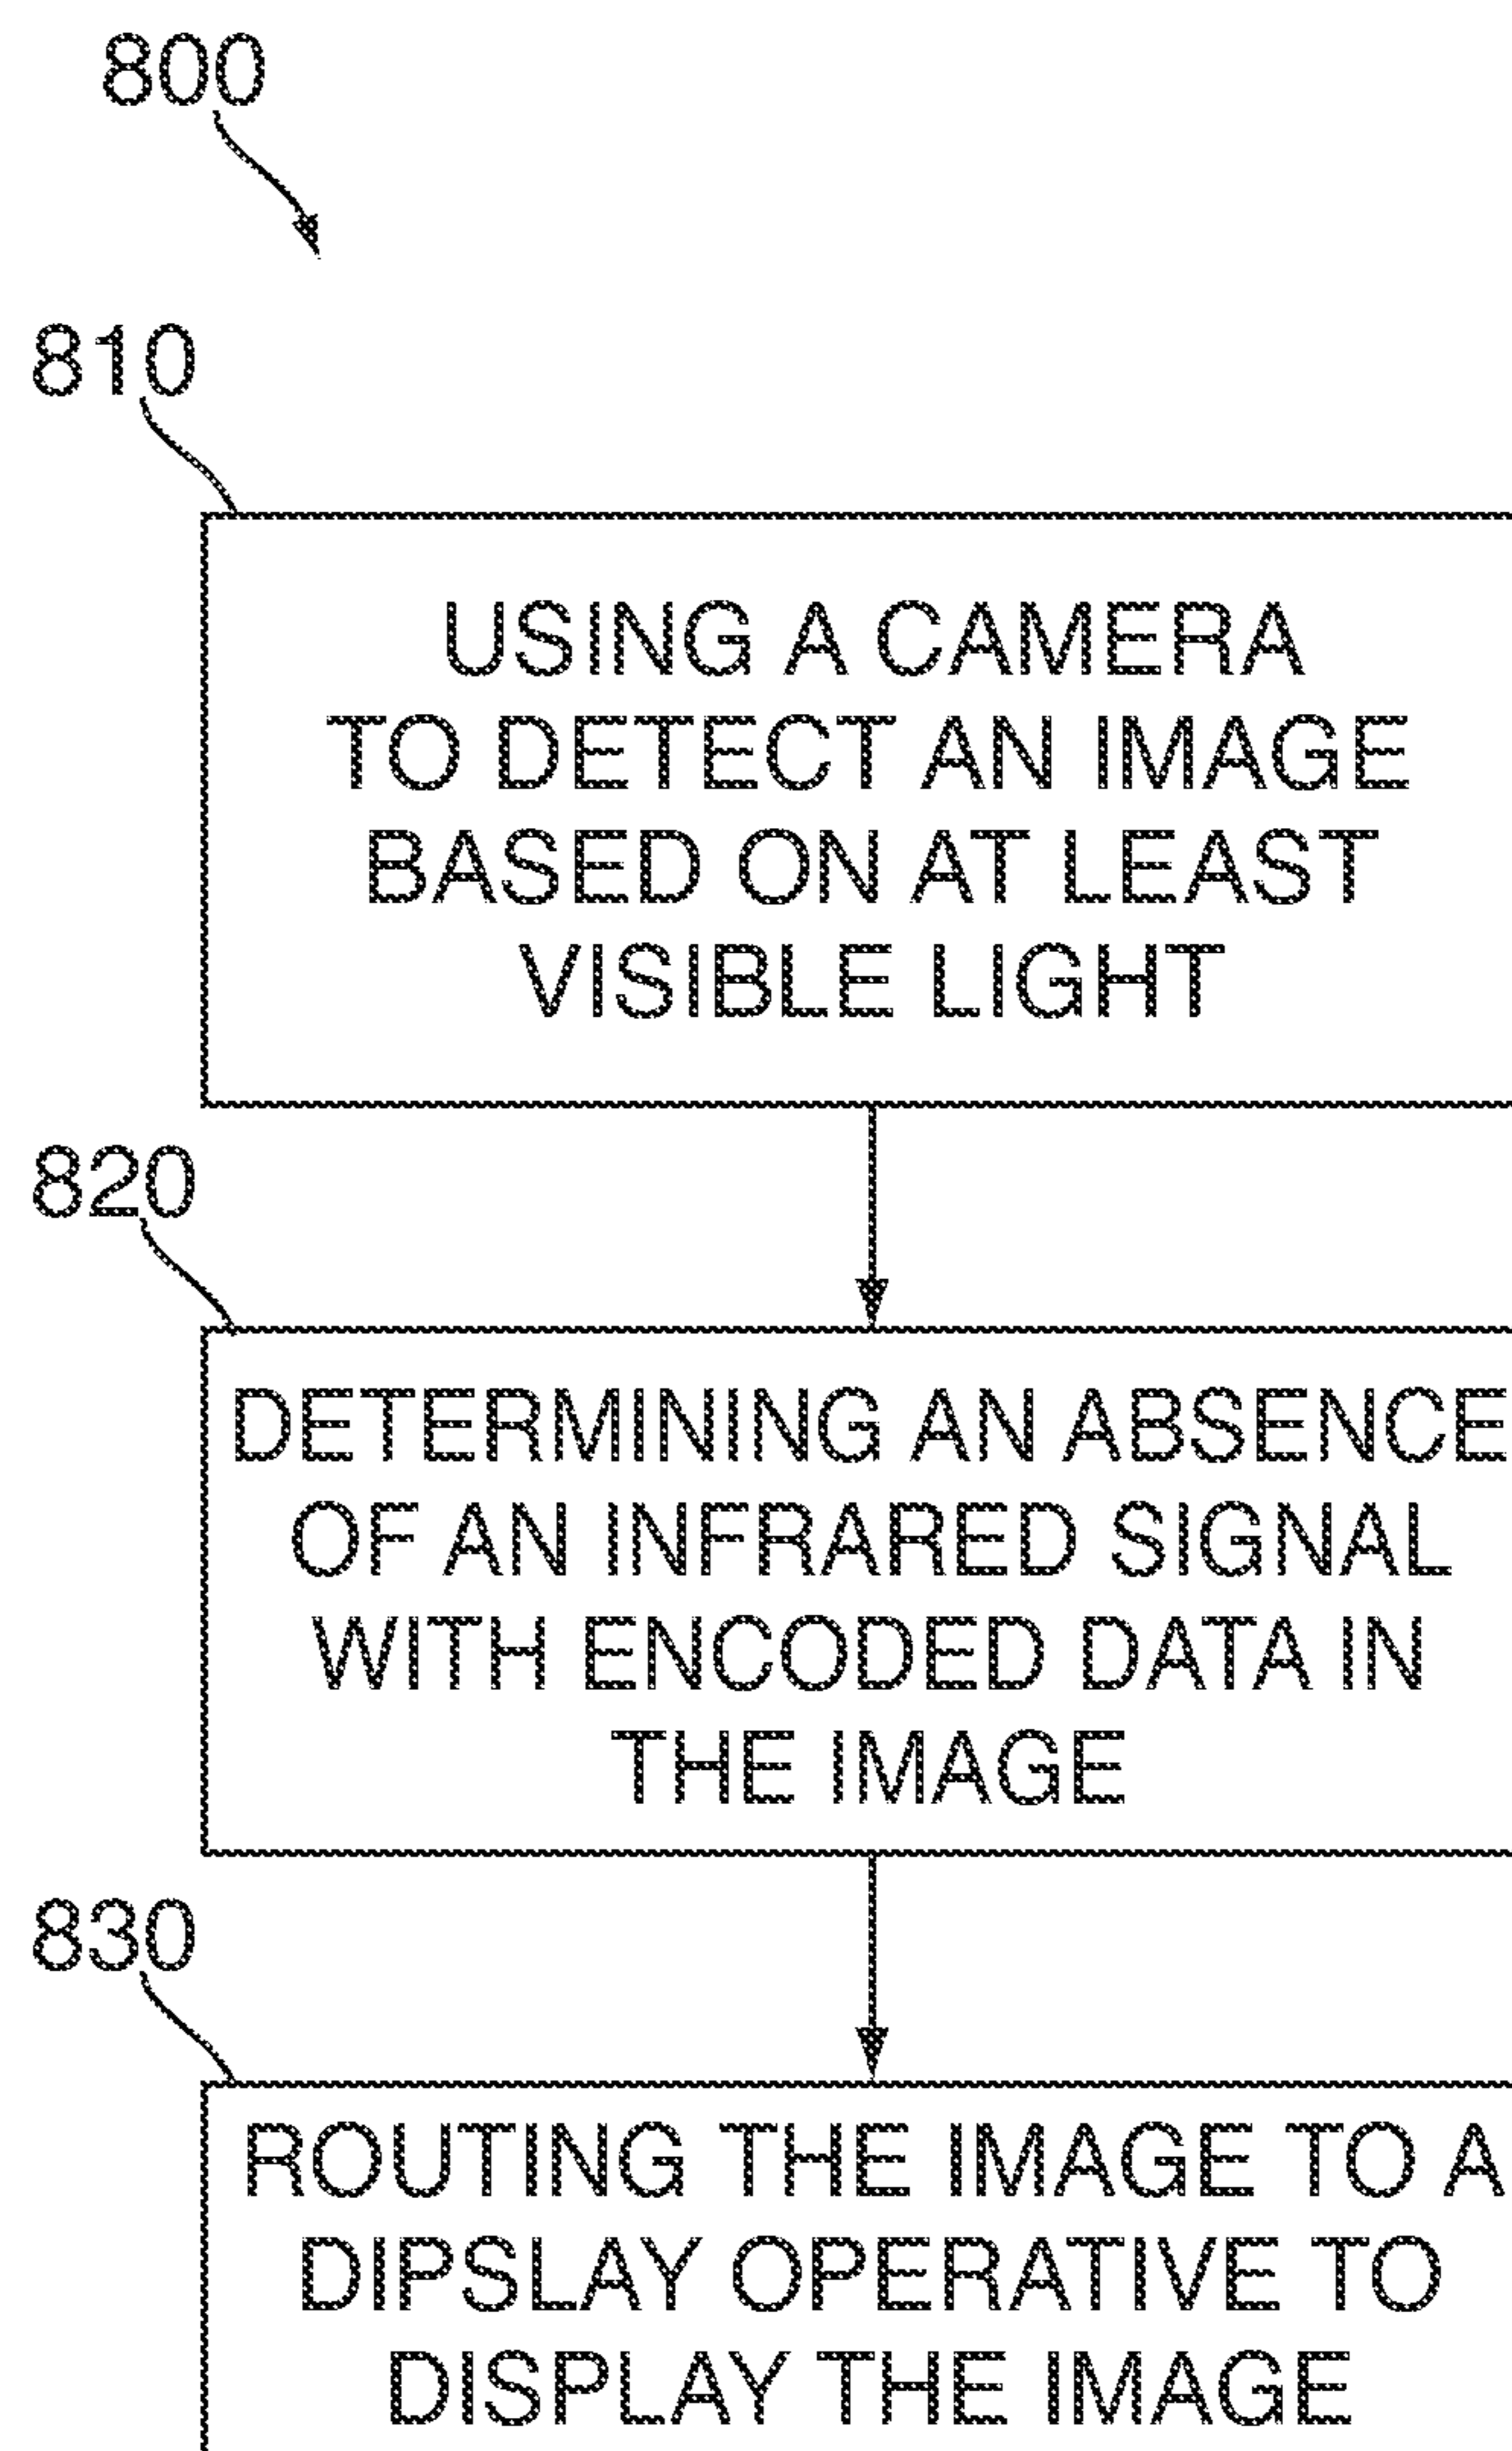 800
810
USING A CAMERA
TO DETECT AN IMAGE
BASED ON AT LEAST
VISIBLE LIGHT
820
DETERMINING AN ABSENCE
OF AN INFRARED SIGNAL
WITH ENCODED DATA IN
THE IMAGE
830
ROUTING THE IMAGE TO A
DIPSLAY OPERATIVE TO
DISPLAY THE IMAGE